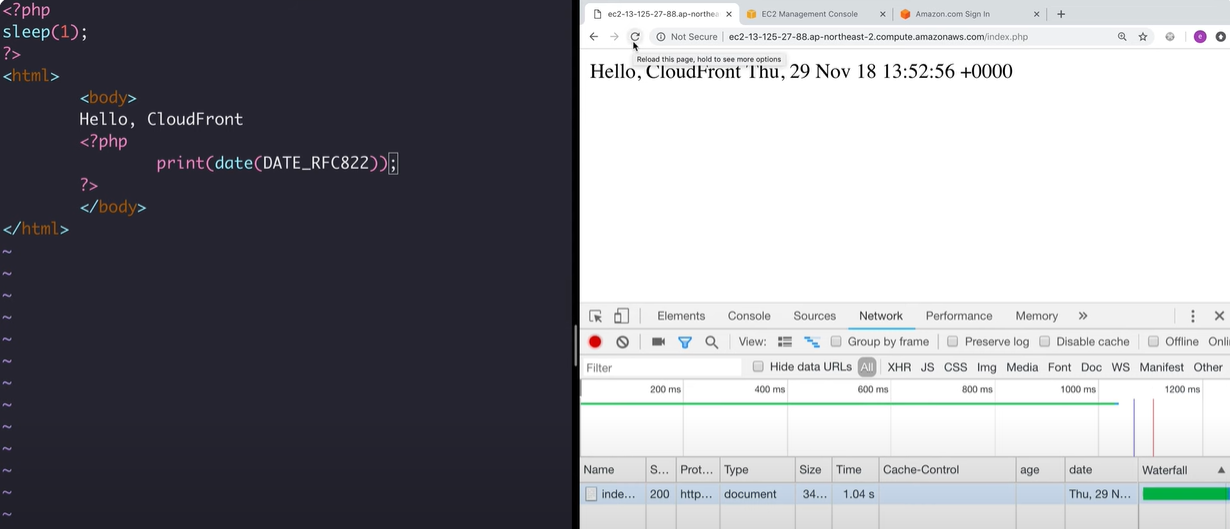 <?php
sleep(1);
?>
<html>
<body>
Hello, CloudFront
<?php
print(date(DATE_RFC822));
?>
</body>
</html>
~
~
~
~
~
~
~
~
~
~
~
~
~
ec2-13-125-27-88.ap-northea
EC2 Management Console
Amazon.com Sign In
Not Secure
ec2-13-125-27-88.ap-northeast-2.compute.amazonaws.com/index.php
e
Reload this page, hold to see more options
Hello, CloudFront Thu, 29 Nov 18 13:52:56 +0000
Elements Console Sources Network Performance Memory »
View: Group by frame Preserve log Disable cache Offline Onli
Filter Hide data URLs All XHR JS CSS Img Media Font Doc WS Manifest Other
200 ms 400 ms 600 ms 800 ms 1000 ms 1200 ms
Name S... Prot... Type Size Time Cache-Control age date Waterfall
inde... 200 http... document 34... 1.04 s Thu, 29 N...